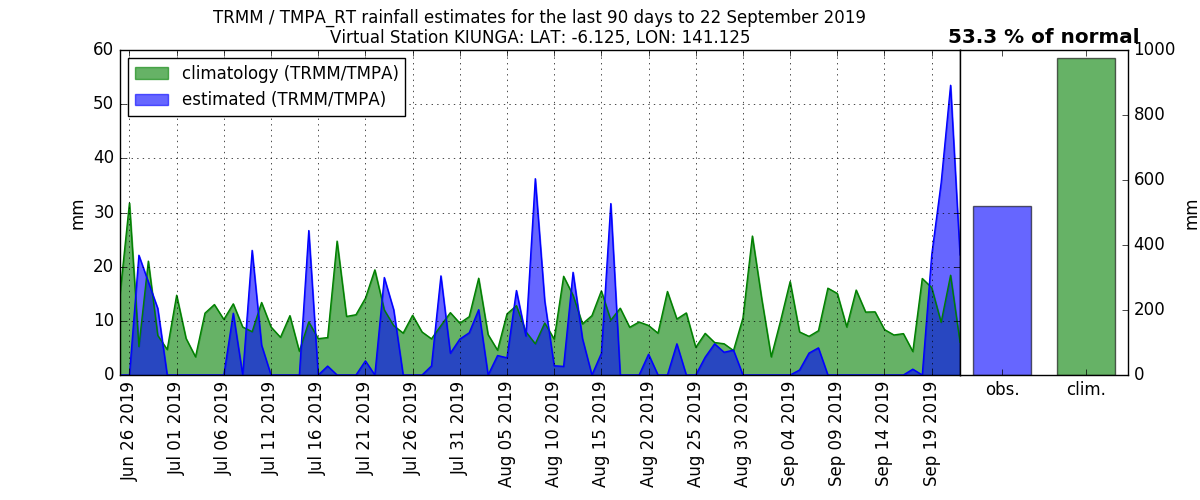 TRMM / TMPA_RT rainfall estimates for the last 90 days to 22 September 2019
Virtual Station KIUNGA: LAT: -6.125, LON: 141.125
53.3 % of normal
climatology (TRMM/TMPA)
estimated (TRMM/TMPA)
mm
60
50
40
30
20
10
0
Jun 26 2019
Jul 01 2019
Jul 06 2019
Jul 11 2019
Jul 16 2019
Jul 21 2019
Jul 26 2019
Jul 31 2019
Aug 05 2019
Aug 10 2019
Aug 15 2019
Aug 20 2019
Aug 25 2019
Aug 30 2019
Sep 04 2019
Sep 09 2019
Sep 14 2019
Sep 19 2019
obs.
clim.
1000
800
600
400
200
0
mm